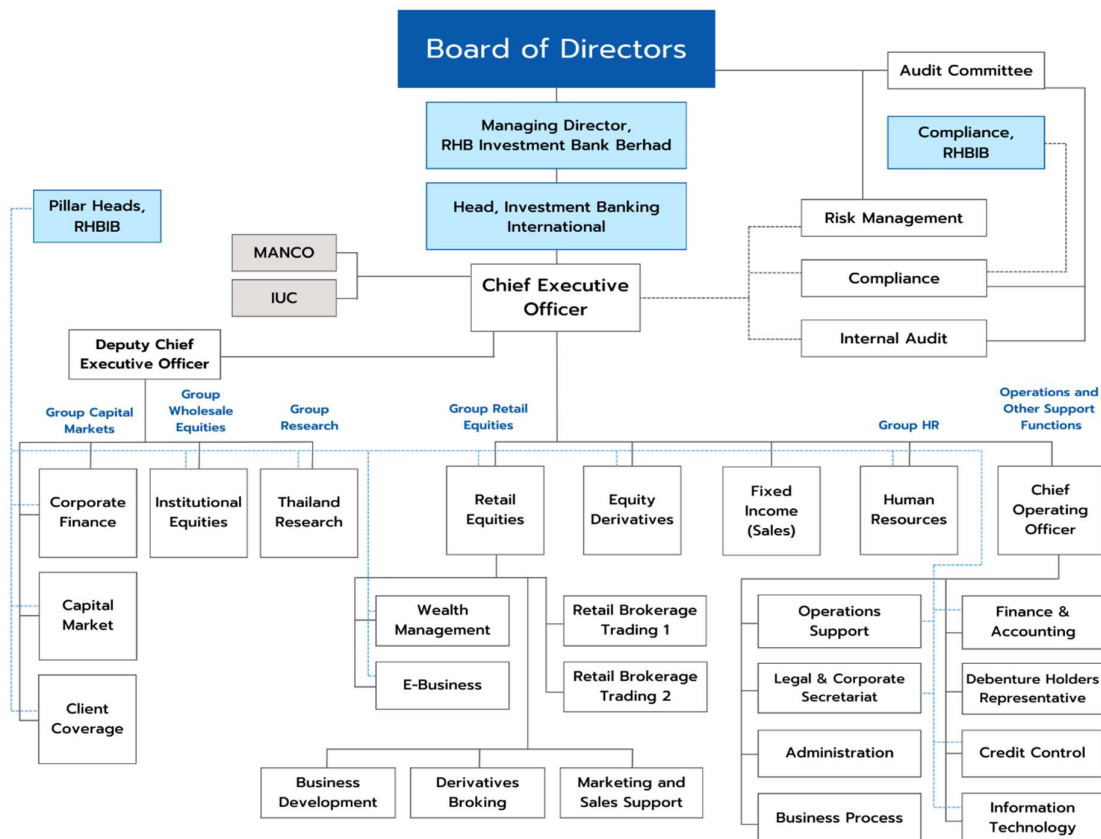 Board of Directors
Audit Committee
Managing Director,
RHB Investment Bank Berhad
Compliance,
RHBIB
Pillar Heads,
RHBIB
Head, Investment Banking
International
Risk Management
MANCO
IUC
Chief Executive
Officer
Compliance
Internal Audit
Deputy Chief
Executive Officer
Group Capital
Markets
Group
Wholesale
Equities
Group
Research
Group Retail
Equities
Group HR
Operations and
Other Support
Functions
Corporate
Finance
Institutional
Equities
Thailand
Research
Retail
Equities
Equity
Derivatives
Fixed
Income
(Sales)
Human
Resources
Chief
Operating
Officer
Capital
Market
Client
Coverage
Wealth
Management
E-Business
Retail Brokerage
Trading 1
Retail Brokerage
Trading 2
Business
Development
Derivatives
Broking
Marketing and
Sales Support
Operations
Support
Legal & Corporate
Secretariat
Administration
Business Process
Finance &
Accounting
Debenture Holders
Representative
Credit Control
Information
Technology